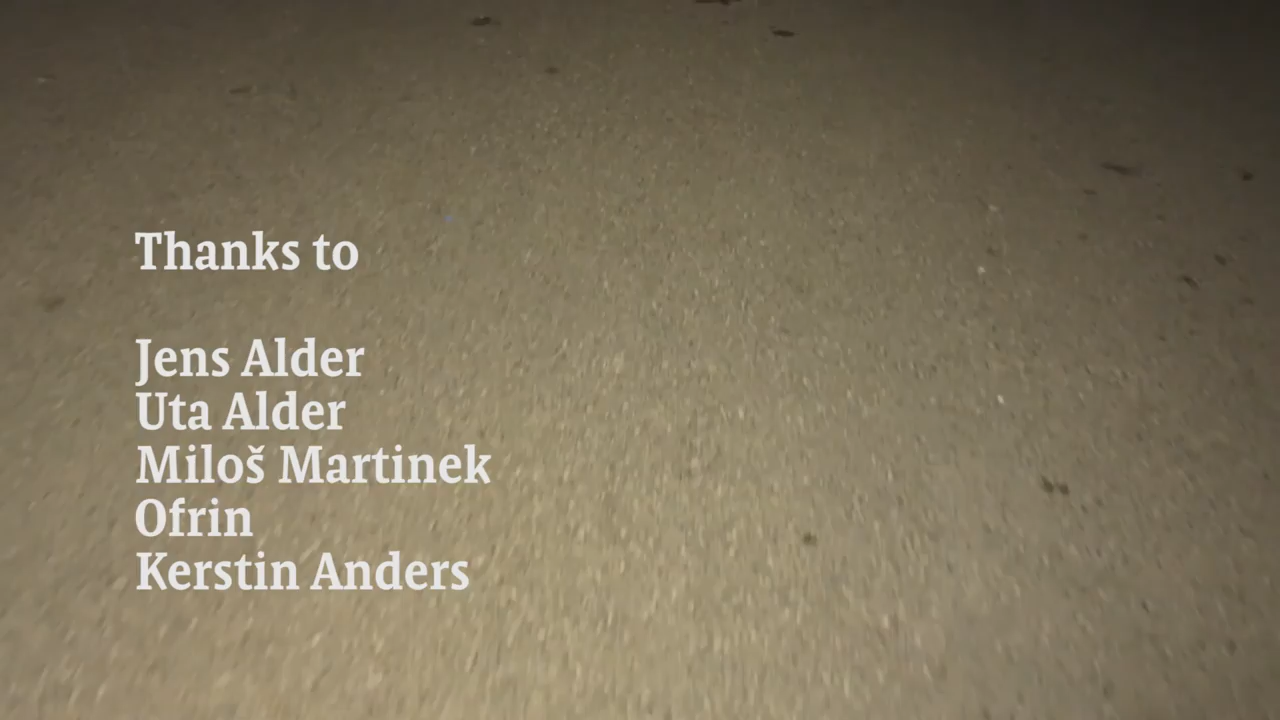 Thanks to
Jens Alder
Uta Alder
Miloš Martinek
Ofrin
Kerstin Anders